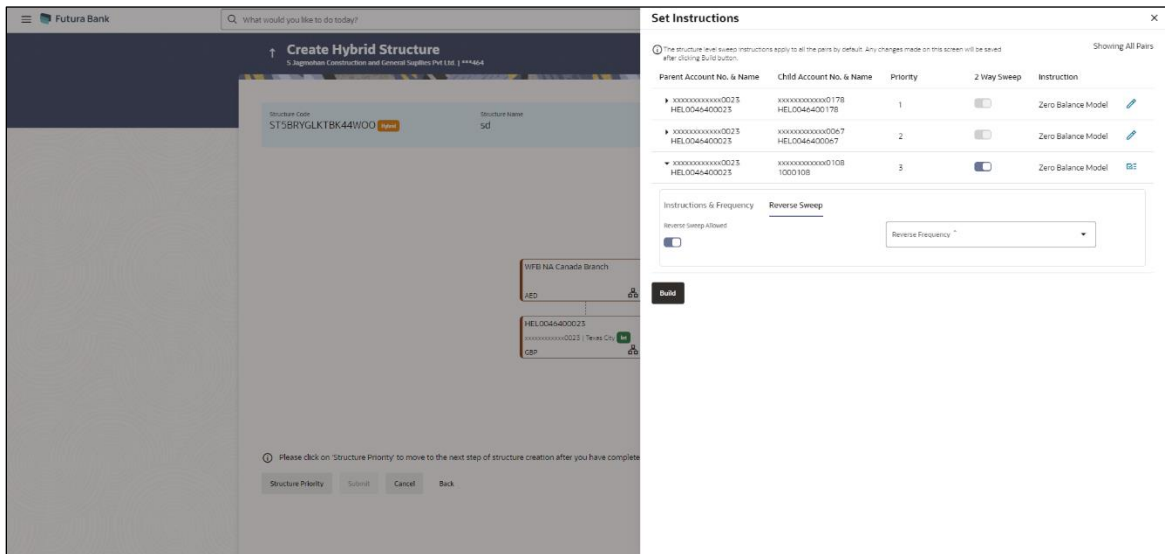 Futura Bank
What would you like to do today?
Create Hybrid Structure
S Jagmohan Construction and General Supllies Pvt Ltd. | ***464
Structure Code
ST5BRYGLKTBK44WOO Hybrid
Structure Name
sd
WFB NA Canada Branch
AED
HEL0046400023
xxxxxxxxxxxx0023 | Texas City Int
GBP
Please click on 'Structure Priority' to move to the next step of structure creation after you have complete
Structure Priority Submit Cancel Back
Set Instructions
The structure level sweep instructions apply to all the pairs by default. Any changes made on this screen will be saved
after clicking Build button.
Showing All Pairs
Parent Account No. & Name Child Account No. & Name Priority 2 Way Sweep Instruction
xxxxxxxxxxxx0023 xxxxxxxxxxxx0178 1 Zero Balance Model
HEL0046400023 HEL0046400178
xxxxxxxxxxxx0023 xxxxxxxxxxxx0067 2 Zero Balance Model
HEL0046400023 HEL0046400067
xxxxxxxxxxxx0023 xxxxxxxxxxxx0108 3 Zero Balance Model
HEL0046400023 1000108
Instructions & Frequency Reverse Sweep
Reverse Sweep Allowed
Reverse Frequency *
Build